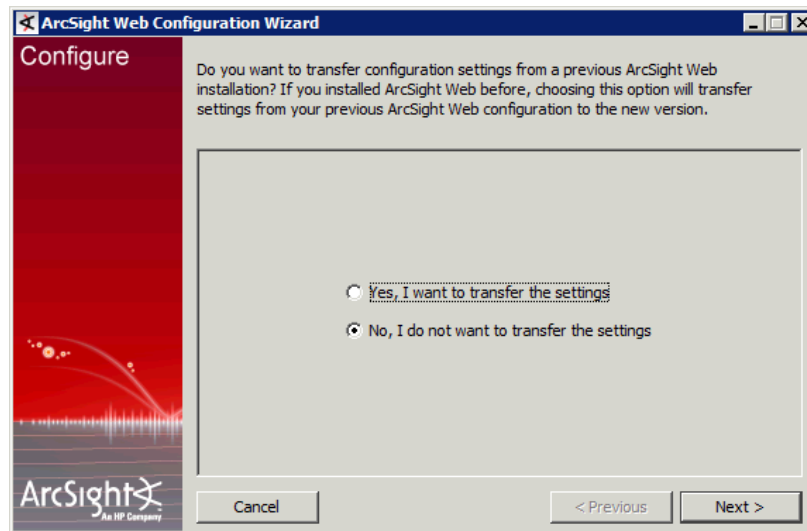 ArcSight Web Configuration Wizard
Configure
Do you want to transfer configuration settings from a previous ArcSight Web
installation? If you installed ArcSight Web before, choosing this option will transfer
settings from your previous ArcSight Web configuration to the new version.
Yes, I want to transfer the settings
No, I do not want to transfer the settings
ArcSight
An HP Company
Cancel
< Previous
Next >